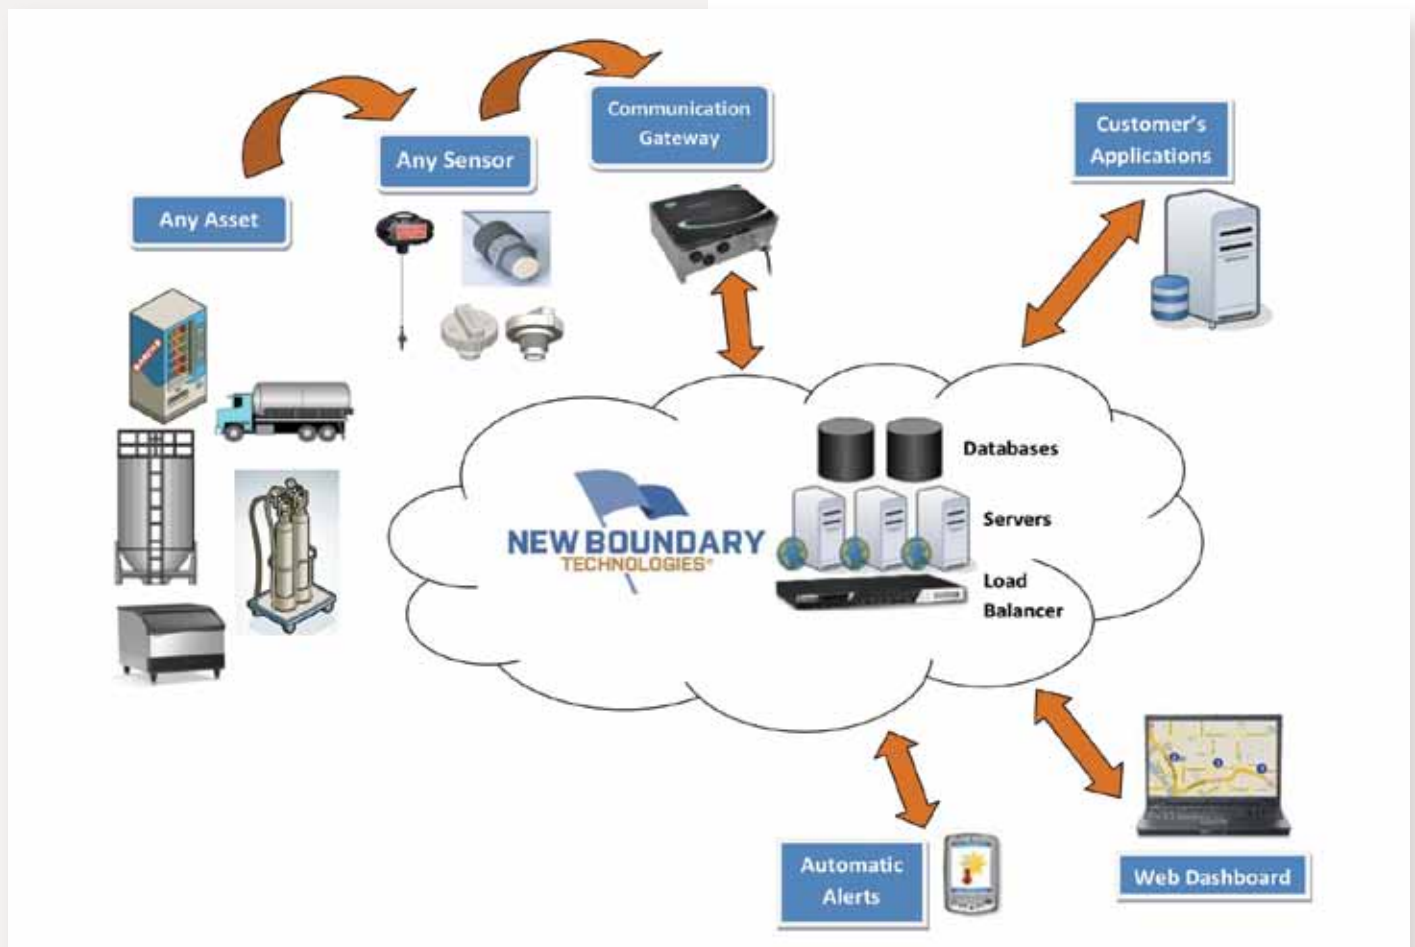 Communication
Gateway
Customer's
Applications
Any Sensor
Any Asset
Databases
NEW BOUNDARY
TECHNOLOGIES®
Servers
Load
Balancer
Automatic
Alerts
Web Dashboard